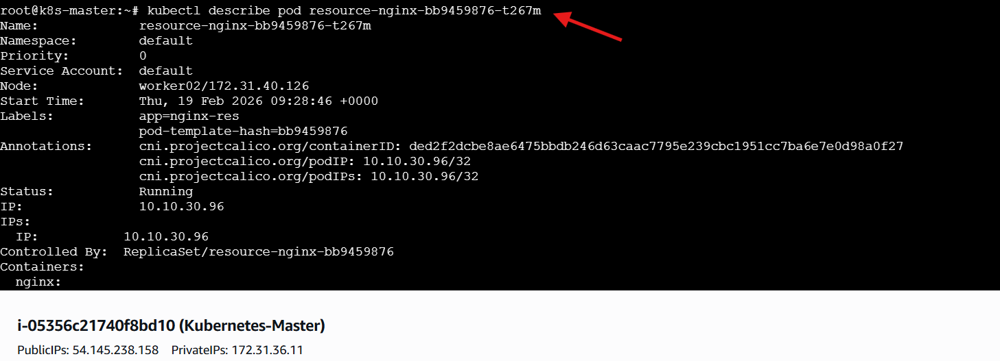 root@k8s-master:~# kubectl describe pod resource-nginx-bb9459876-t267m
Name:             resource-nginx-bb9459876-t267m
Namespace:        default
Priority:         0
Service Account:  default
Node:             worker02/172.31.40.126
Start Time:       Thu, 19 Feb 2026 09:28:46 +0000
Labels:           app=nginx-res
                  pod-template-hash=bb9459876
Annotations:      cni.projectcalico.org/containerID: ded2f2dcbe8ae6475bbdb246d63caac7795e239cbc1951cc7ba6e7e0d98a0f27
                  cni.projectcalico.org/podIP: 10.10.30.96/32
                  cni.projectcalico.org/podIPs: 10.10.30.96/32
Status:           Running
IP:               10.10.30.96
IPs:
  IP:           10.10.30.96
Controlled By:  ReplicaSet/resource-nginx-bb9459876
Containers:
  nginx:
i-05356c21740f8bd10 (Kubernetes-Master)
PublicIPs: 54.145.238.158    PrivateIPs: 172.31.36.11